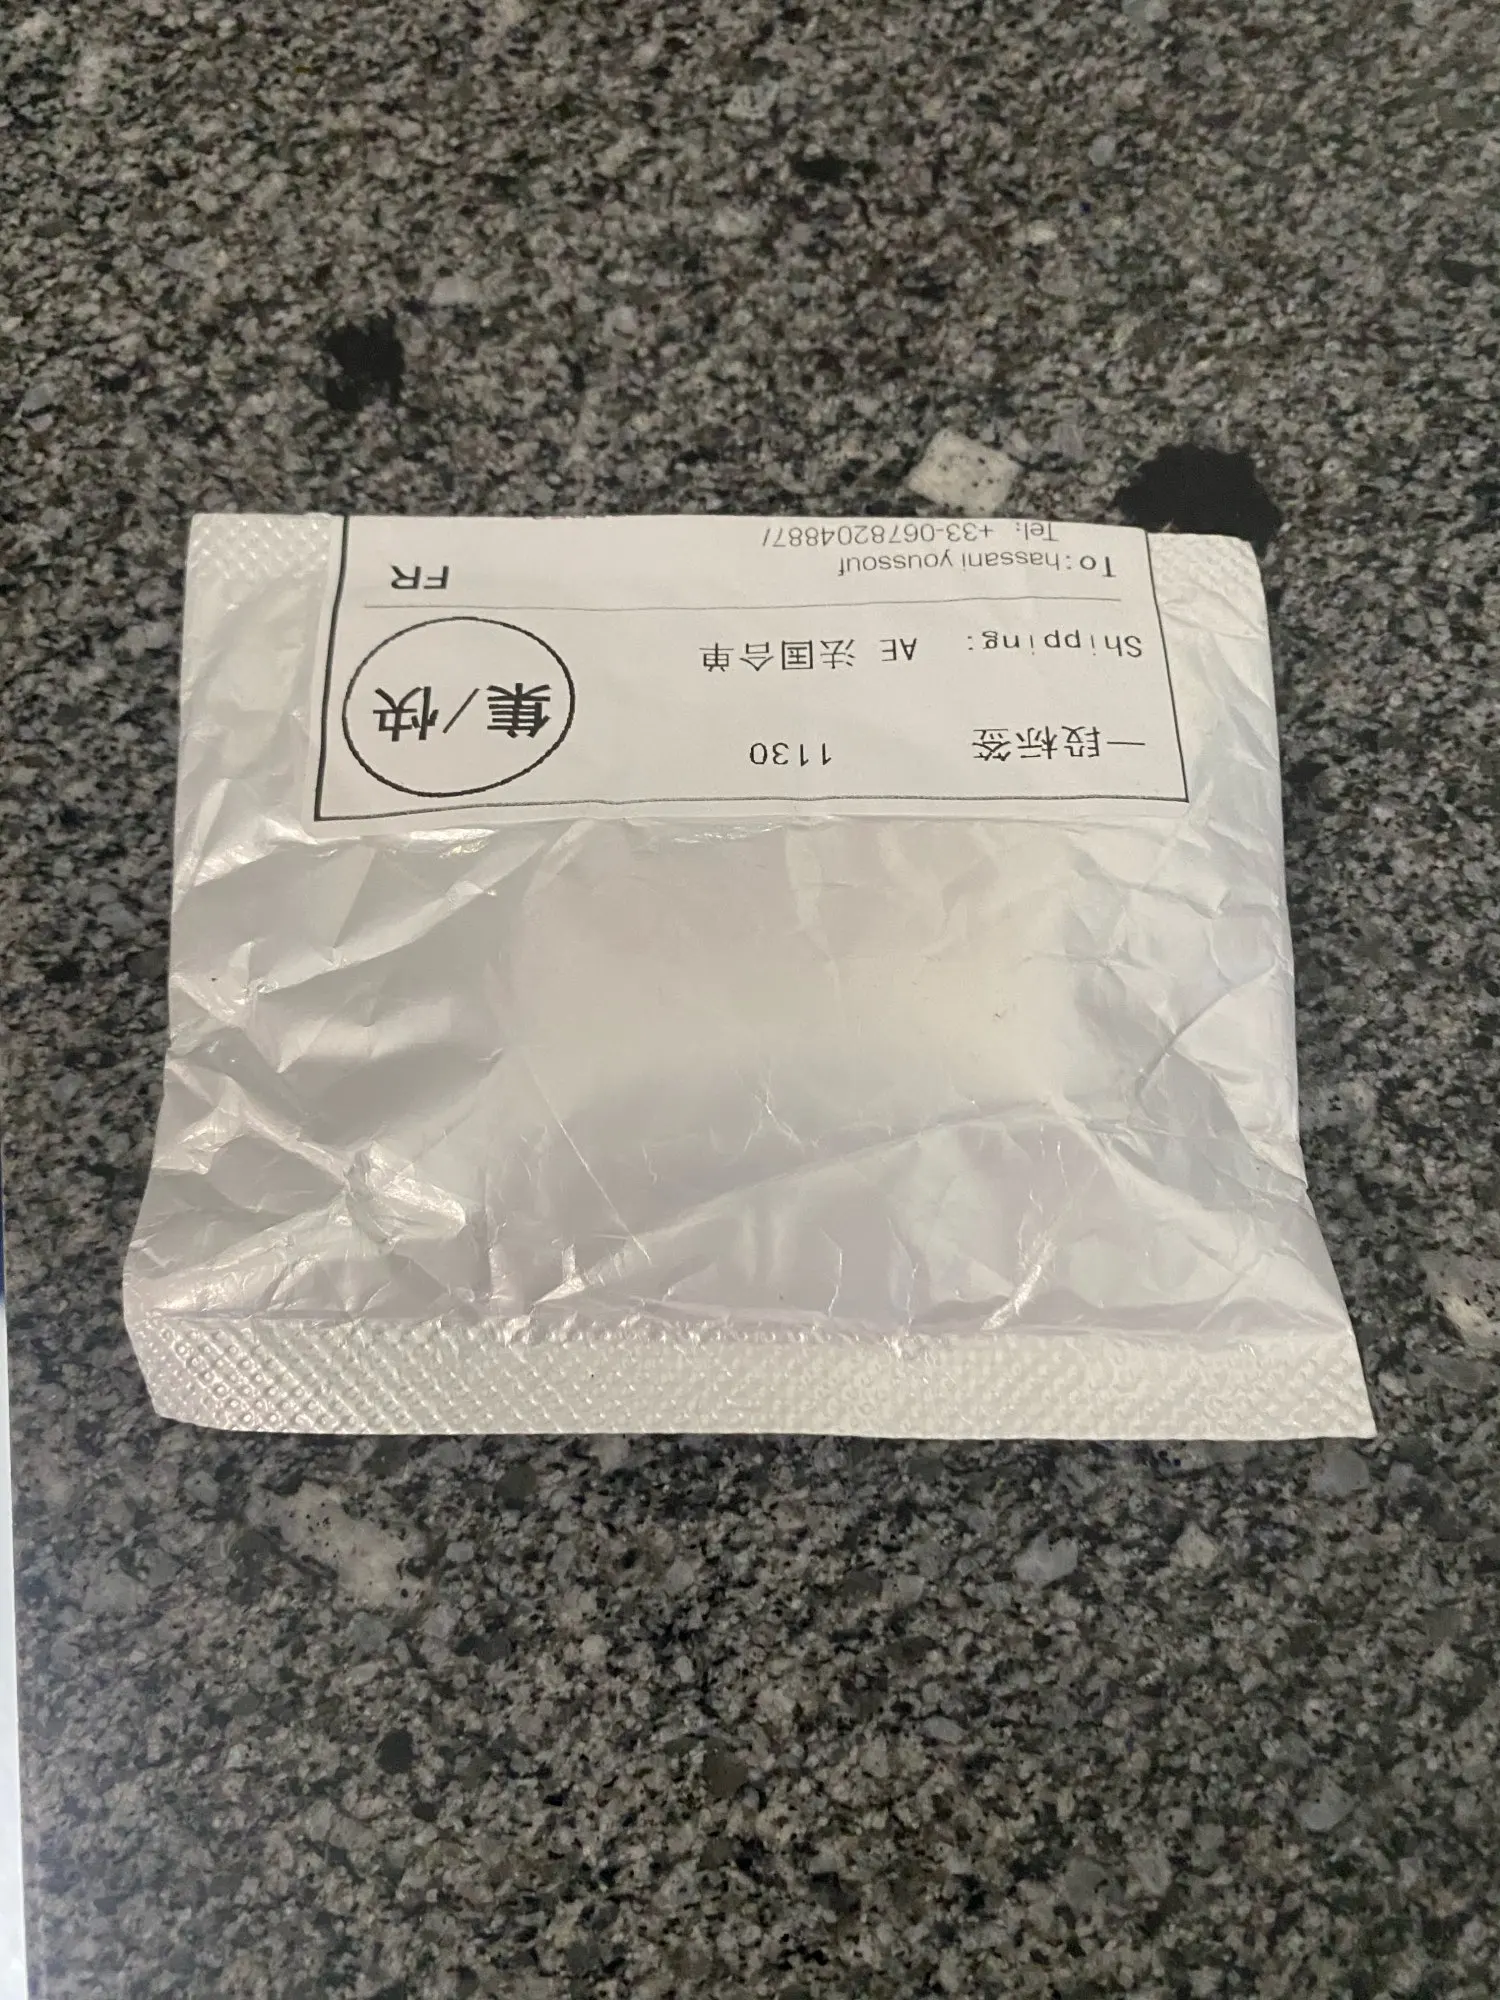 一段标签 1130
集/快
Shipping: AE 法国合单
FR
To:hassani youssouf
Tel: +33-0678204887/